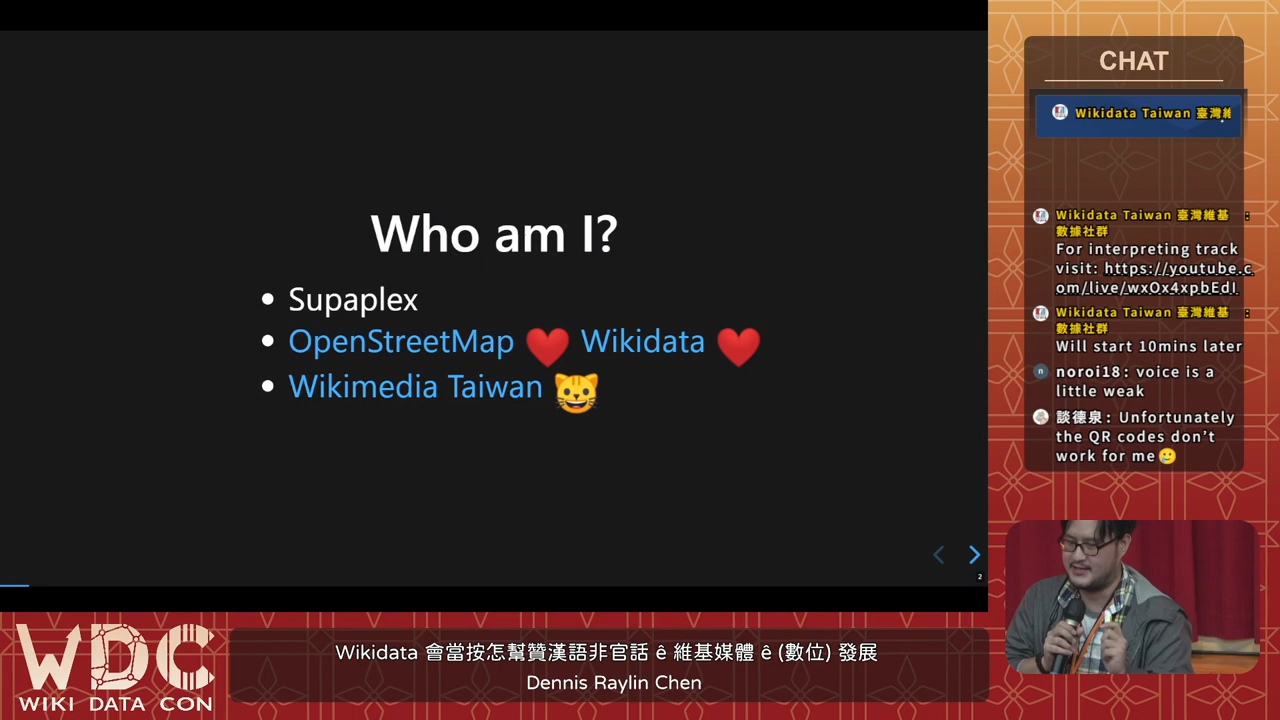 Who am I?
Supaplex
OpenStreetMap ❤️ Wikidata ❤️
Wikimedia Taiwan 😺
2
CHAT
Wikidata Taiwan 臺灣維
Wikidata Taiwan 臺灣維基 :
數據社群
For interpreting track
visit: https://youtube.c
om/live/wxOx4xpbEdI
Wikidata Taiwan 臺灣維基 :
數據社群
Will start 10mins later
noroi18: voice is a
little weak
談德泉: Unfortunately
the QR codes don't
work for me🥲
WDC
WIKI DATA CON
Wikidata 會當按怎幫贊漢語非官話 ê 維基媒體 ê (數位) 發展
Dennis Raylin Chen